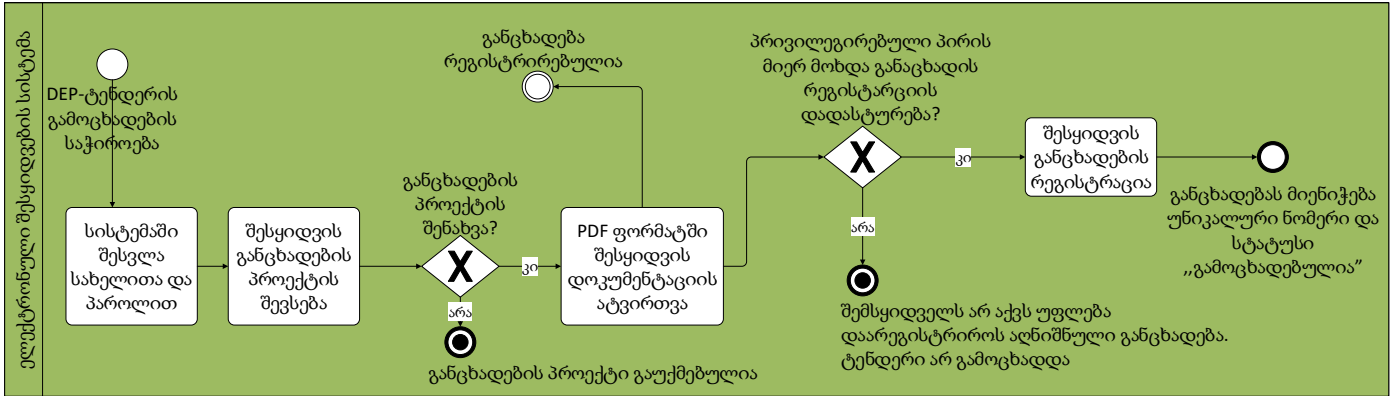 ელექტრონული შესყიდვების სისტემა
DEP-ტენდერის
გამოცხადების
საჭიროება
სისტემაში
შესვლა
სახელითა და
პაროლით
შესყიდვის
განცხადების
პროექტის
შევსება
განცხადების
პროექტის
შენახვა?
არა
განცხადების პროექტი გაუქმებულია
კი
PDF ფორმატში
შესყიდვის
დოკუმენტაციის
ატვირთვა
განცხადება
რეგისტრირებულია
პრივილეგირებული პირის
მიერ მოხდა განაცხადის
რეგისტარციის
დადასტურება?
არა
შემსყიდველს არ აქვს უფლება
დაარეგისტრიროს აღნიშნული განცხადება.
ტენდერი არ გამოცხადდა
კი
შესყიდვის
განცხადების
რეგისტრაცია
განცხადებას მიენიჭება
უნიკალური ნომერი და
სტატუსი
,,გამოცხადებულია”